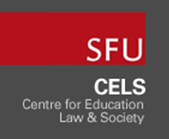 SFU
CELS
Centre for Education
Law & Society